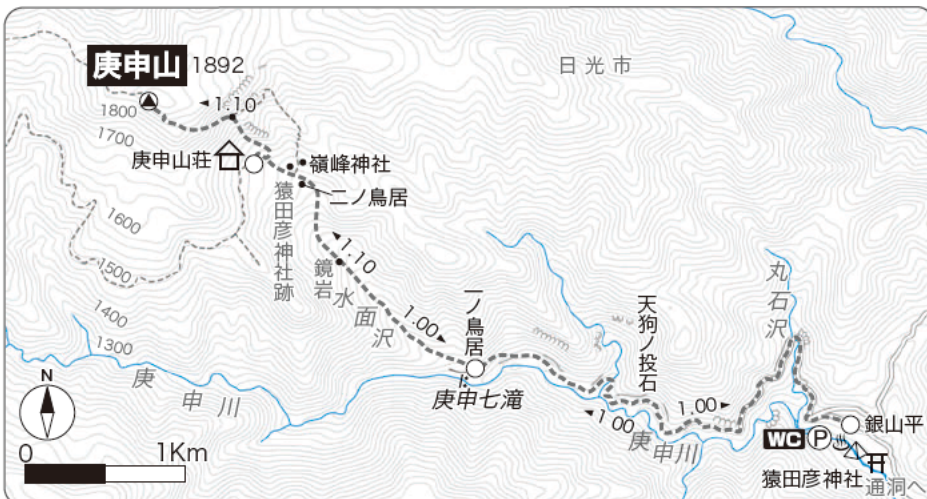 庚申山 1892
日光市
1.10
1800
1700
庚申山荘
嶺峰神社
二ノ鳥居
猿田彦神社跡
1600
1500
1400
1300
1.10
鏡岩
水面沢
1.00
一ノ鳥居
庚申七滝
天狗ノ投石
丸石沢
1.00
1 00
庚申川
庚申川
WC P
銀山平
猿田彦神社
通洞へ
N
0 1Km